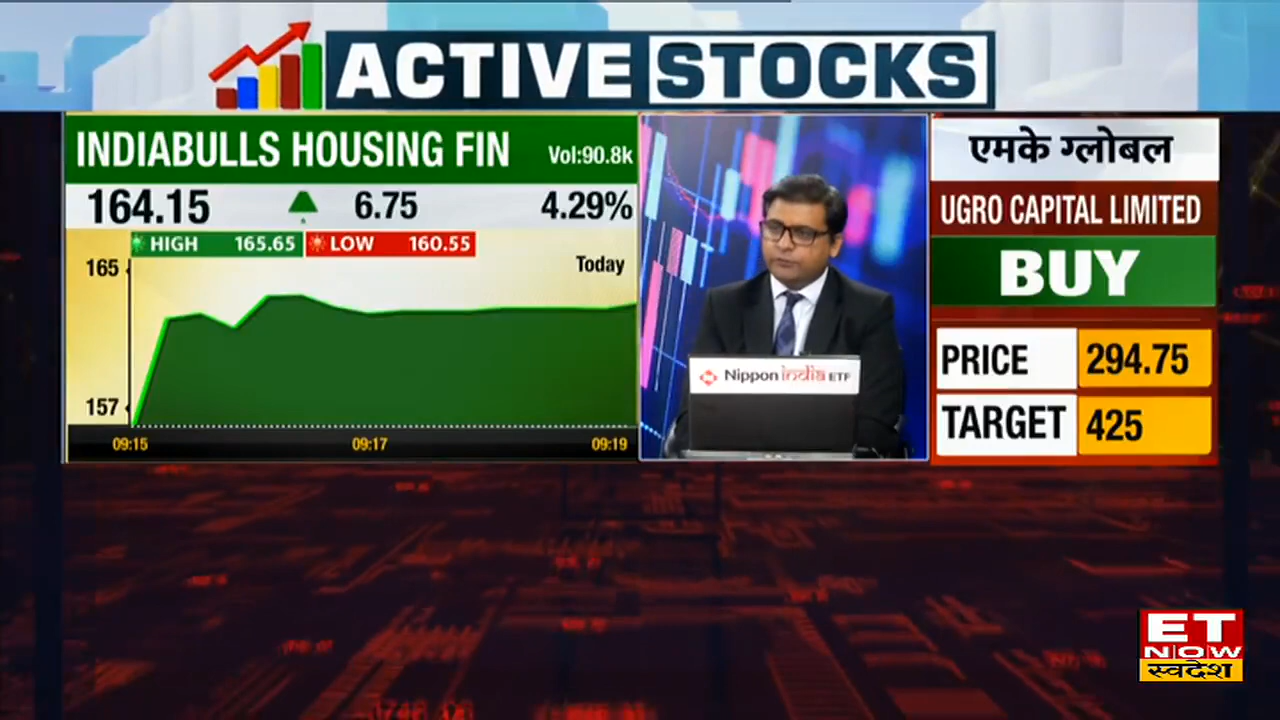 ACTIVE STOCKS
INDIABULLS HOUSING FIN Vol:90.8k
164.15 6.75 4.29%
HIGH 165.65 LOW 160.55
Today
165
157
09:15 09:17 09:19
Nippon india ETF
एमके ग्लोबल
UGRO CAPITAL LIMITED
BUY
PRICE 294.75
TARGET 425
ET
NOW
स्वदेश